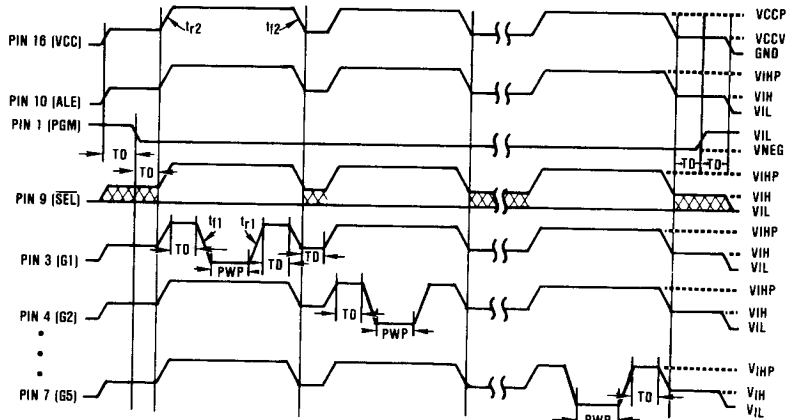 tr2
tf2
VCCP
PIN 16 (VCC)
VCCV
GND
VIHP
PIN 10 (ALE)
VIH
VIL
PIN 1 (PGM)
VIL
VNEG
TD
TD
TD
TD
VIHP
PIN 9 (SEL)
VIH
VIL
tf1
tr1
VIHP
PIN 3 (G1)
TD
TD
TD
VIH
VIL
PWP
VIHP
PIN 4 (G2)
TD
VIH
PWP
VIL
VIHP
PIN 7 (G5)
TD
VIH
PWP
VIL